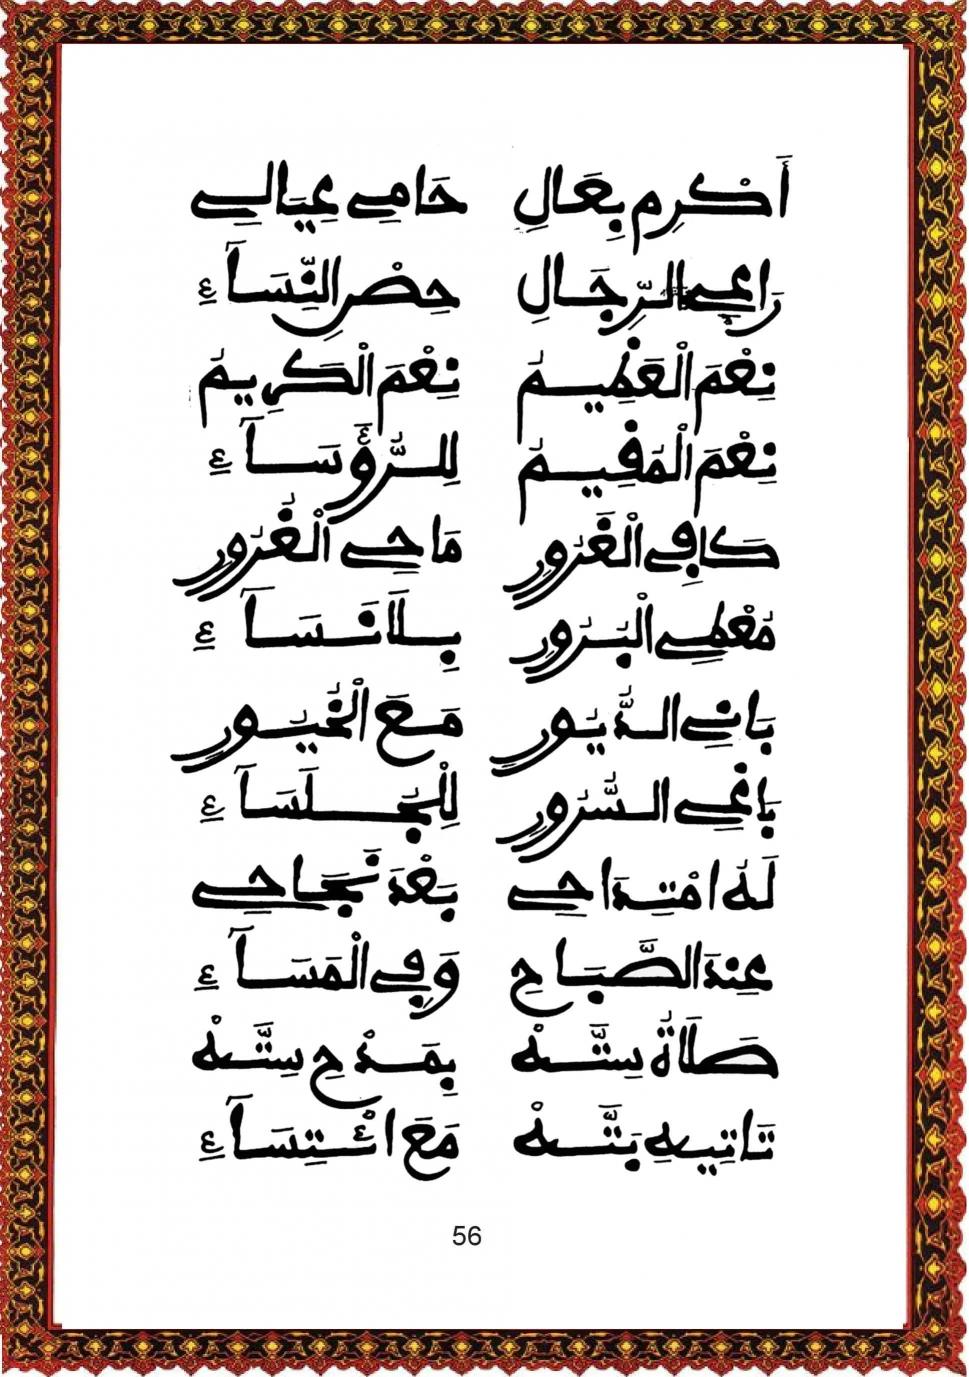 أَكْرِم بِعَالِ حَامِي عِيَالِي
رَاعِي الرِّجَالِ حِصْنِ النِّسَآءِ
نِعْمَ الْعَظِيمُ نِعْمَ الْكَرِيمُ
نِعْمَ الْمُقِيمُ لِلرُّؤَسَآءِ
كَافِي الْغَرُورِ مَاحِي الْغُرُورِ
مُعْطِي الْبُرُورِ بِلاَ نَسَآءِ
بَانِي الدُّيُورِ مَعَ الْخُيُورِ
بَاغِي السُّرُورِ لِلْجُلَسَآءِ
لَهُ امْتِدَاحِي بَعْدَ نَجَاحِي
عِنْدَ الصَّبَاحِ وَفِي الْمَسَآءِ
صَلَاةُ سِتَّهْ بِمَدْحِ سِتَّهْ
تَاتِيهِ بَتَّهْ مَعَ ائْتِسَآءِ
56